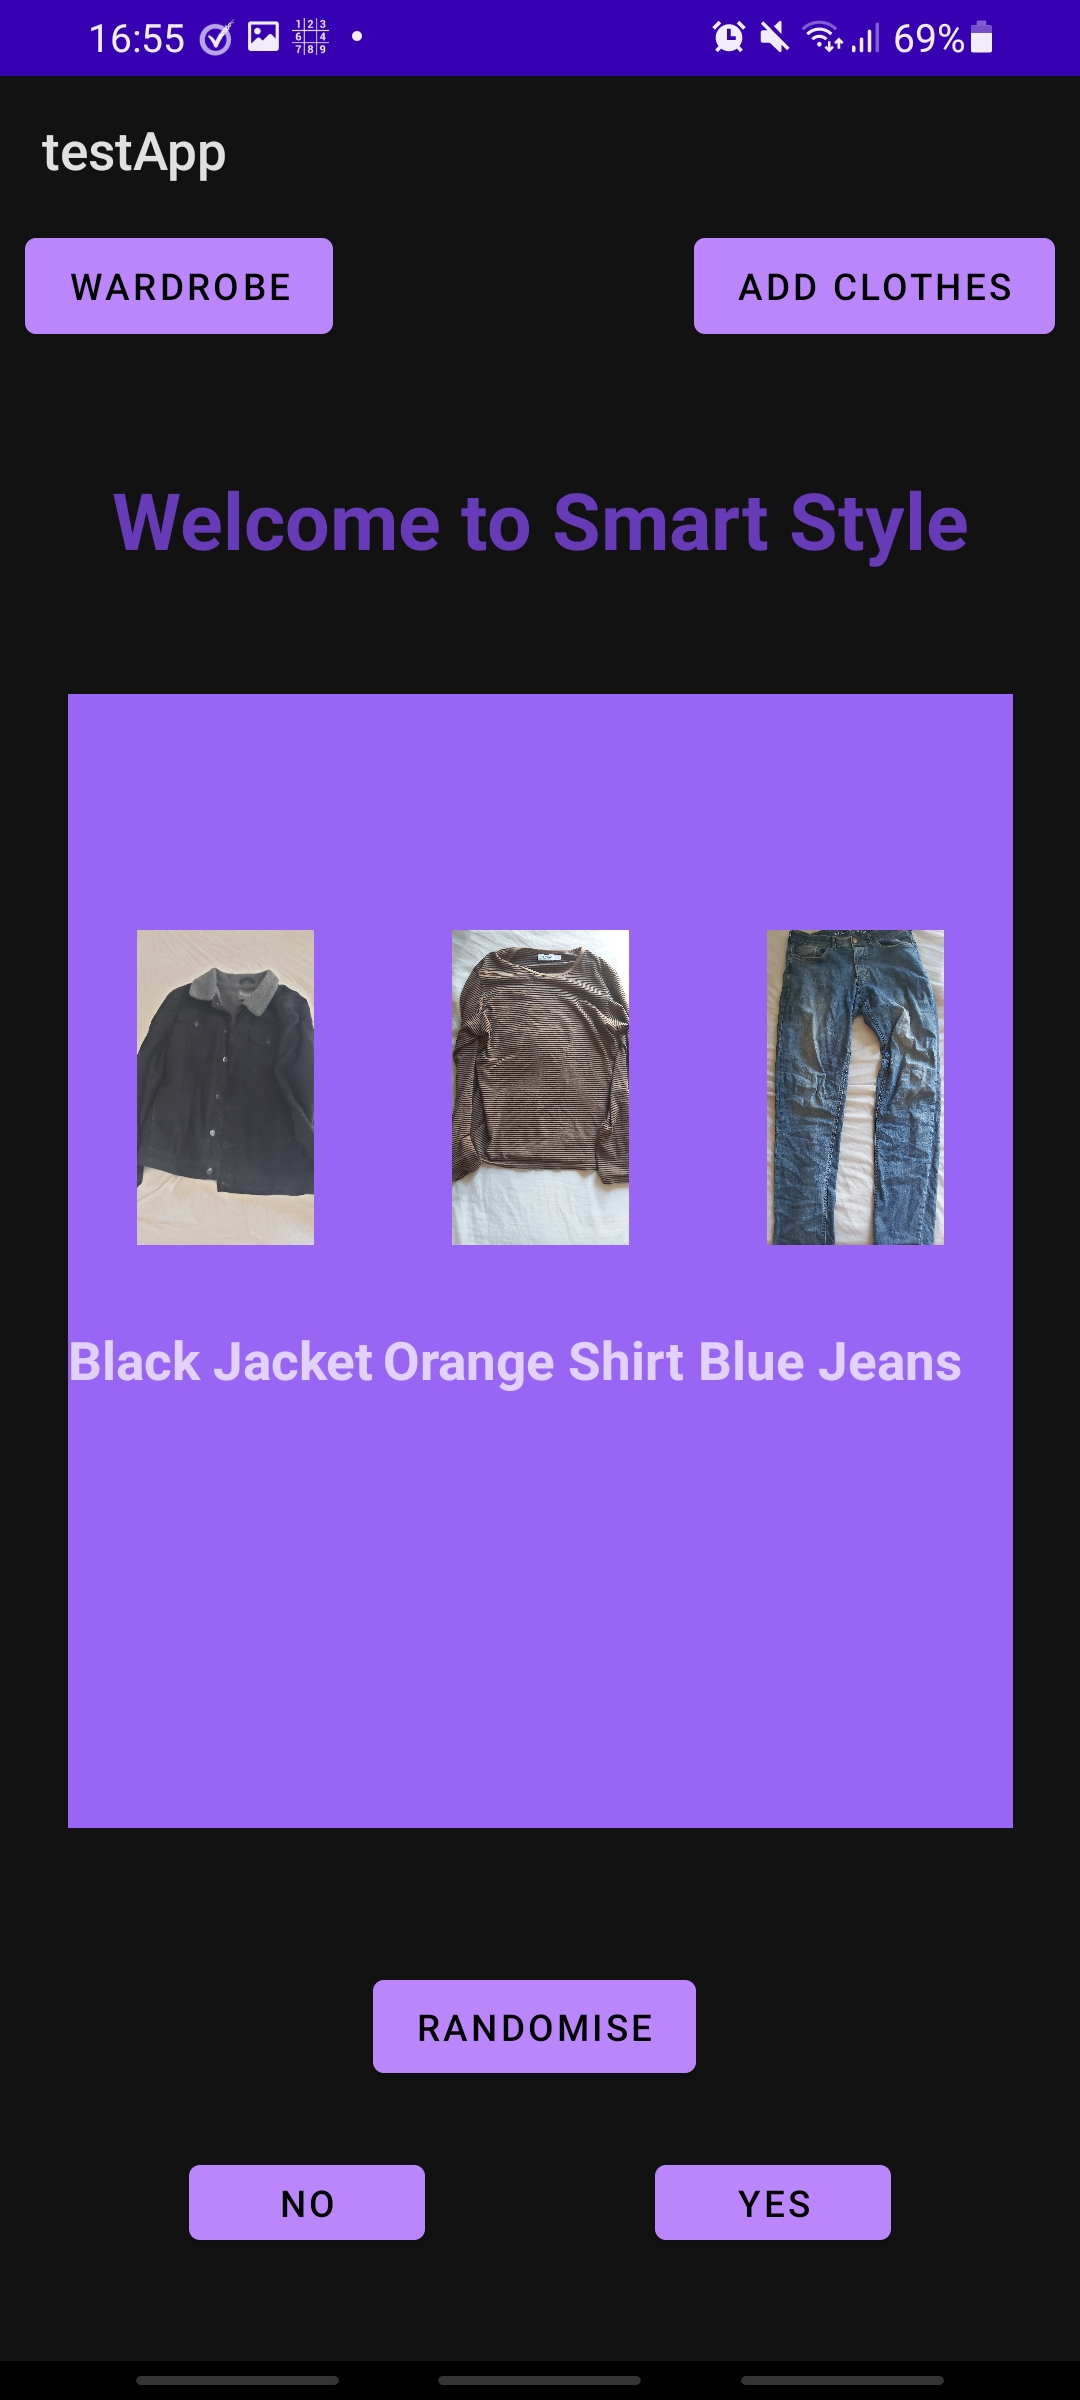 16:55 69%
testApp
WARDROBE ADD CLOTHES
Welcome to Smart Style
Black Jacket Orange Shirt Blue Jeans
RANDOMISE
NO YES